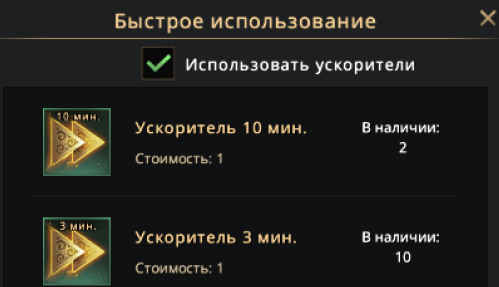 Быстрое использование
Использовать ускорители
10 мин.
Ускоритель 10 мин.
В наличии:
2
Стоимость: 1
3 мин.
Ускоритель 3 мин.
В наличии:
10
Стоимость: 1